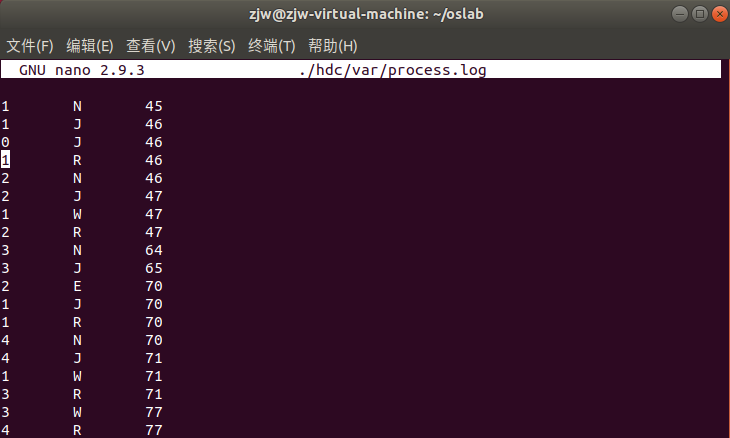 zjw@zjw-virtual-machine: ~/oslab
文件(F) 编辑(E) 查看(V) 搜索(S) 终端(T) 帮助(H)
GNU nano 2.9.3 ./hdc/var/process.log
1 N 45
1 J 46
0 J 46
1 R 46
2 N 46
2 J 47
1 W 47
2 R 47
3 N 64
3 J 65
2 E 70
1 J 70
1 R 70
4 N 70
4 J 71
1 W 71
3 R 71
3 W 77
4 R 77